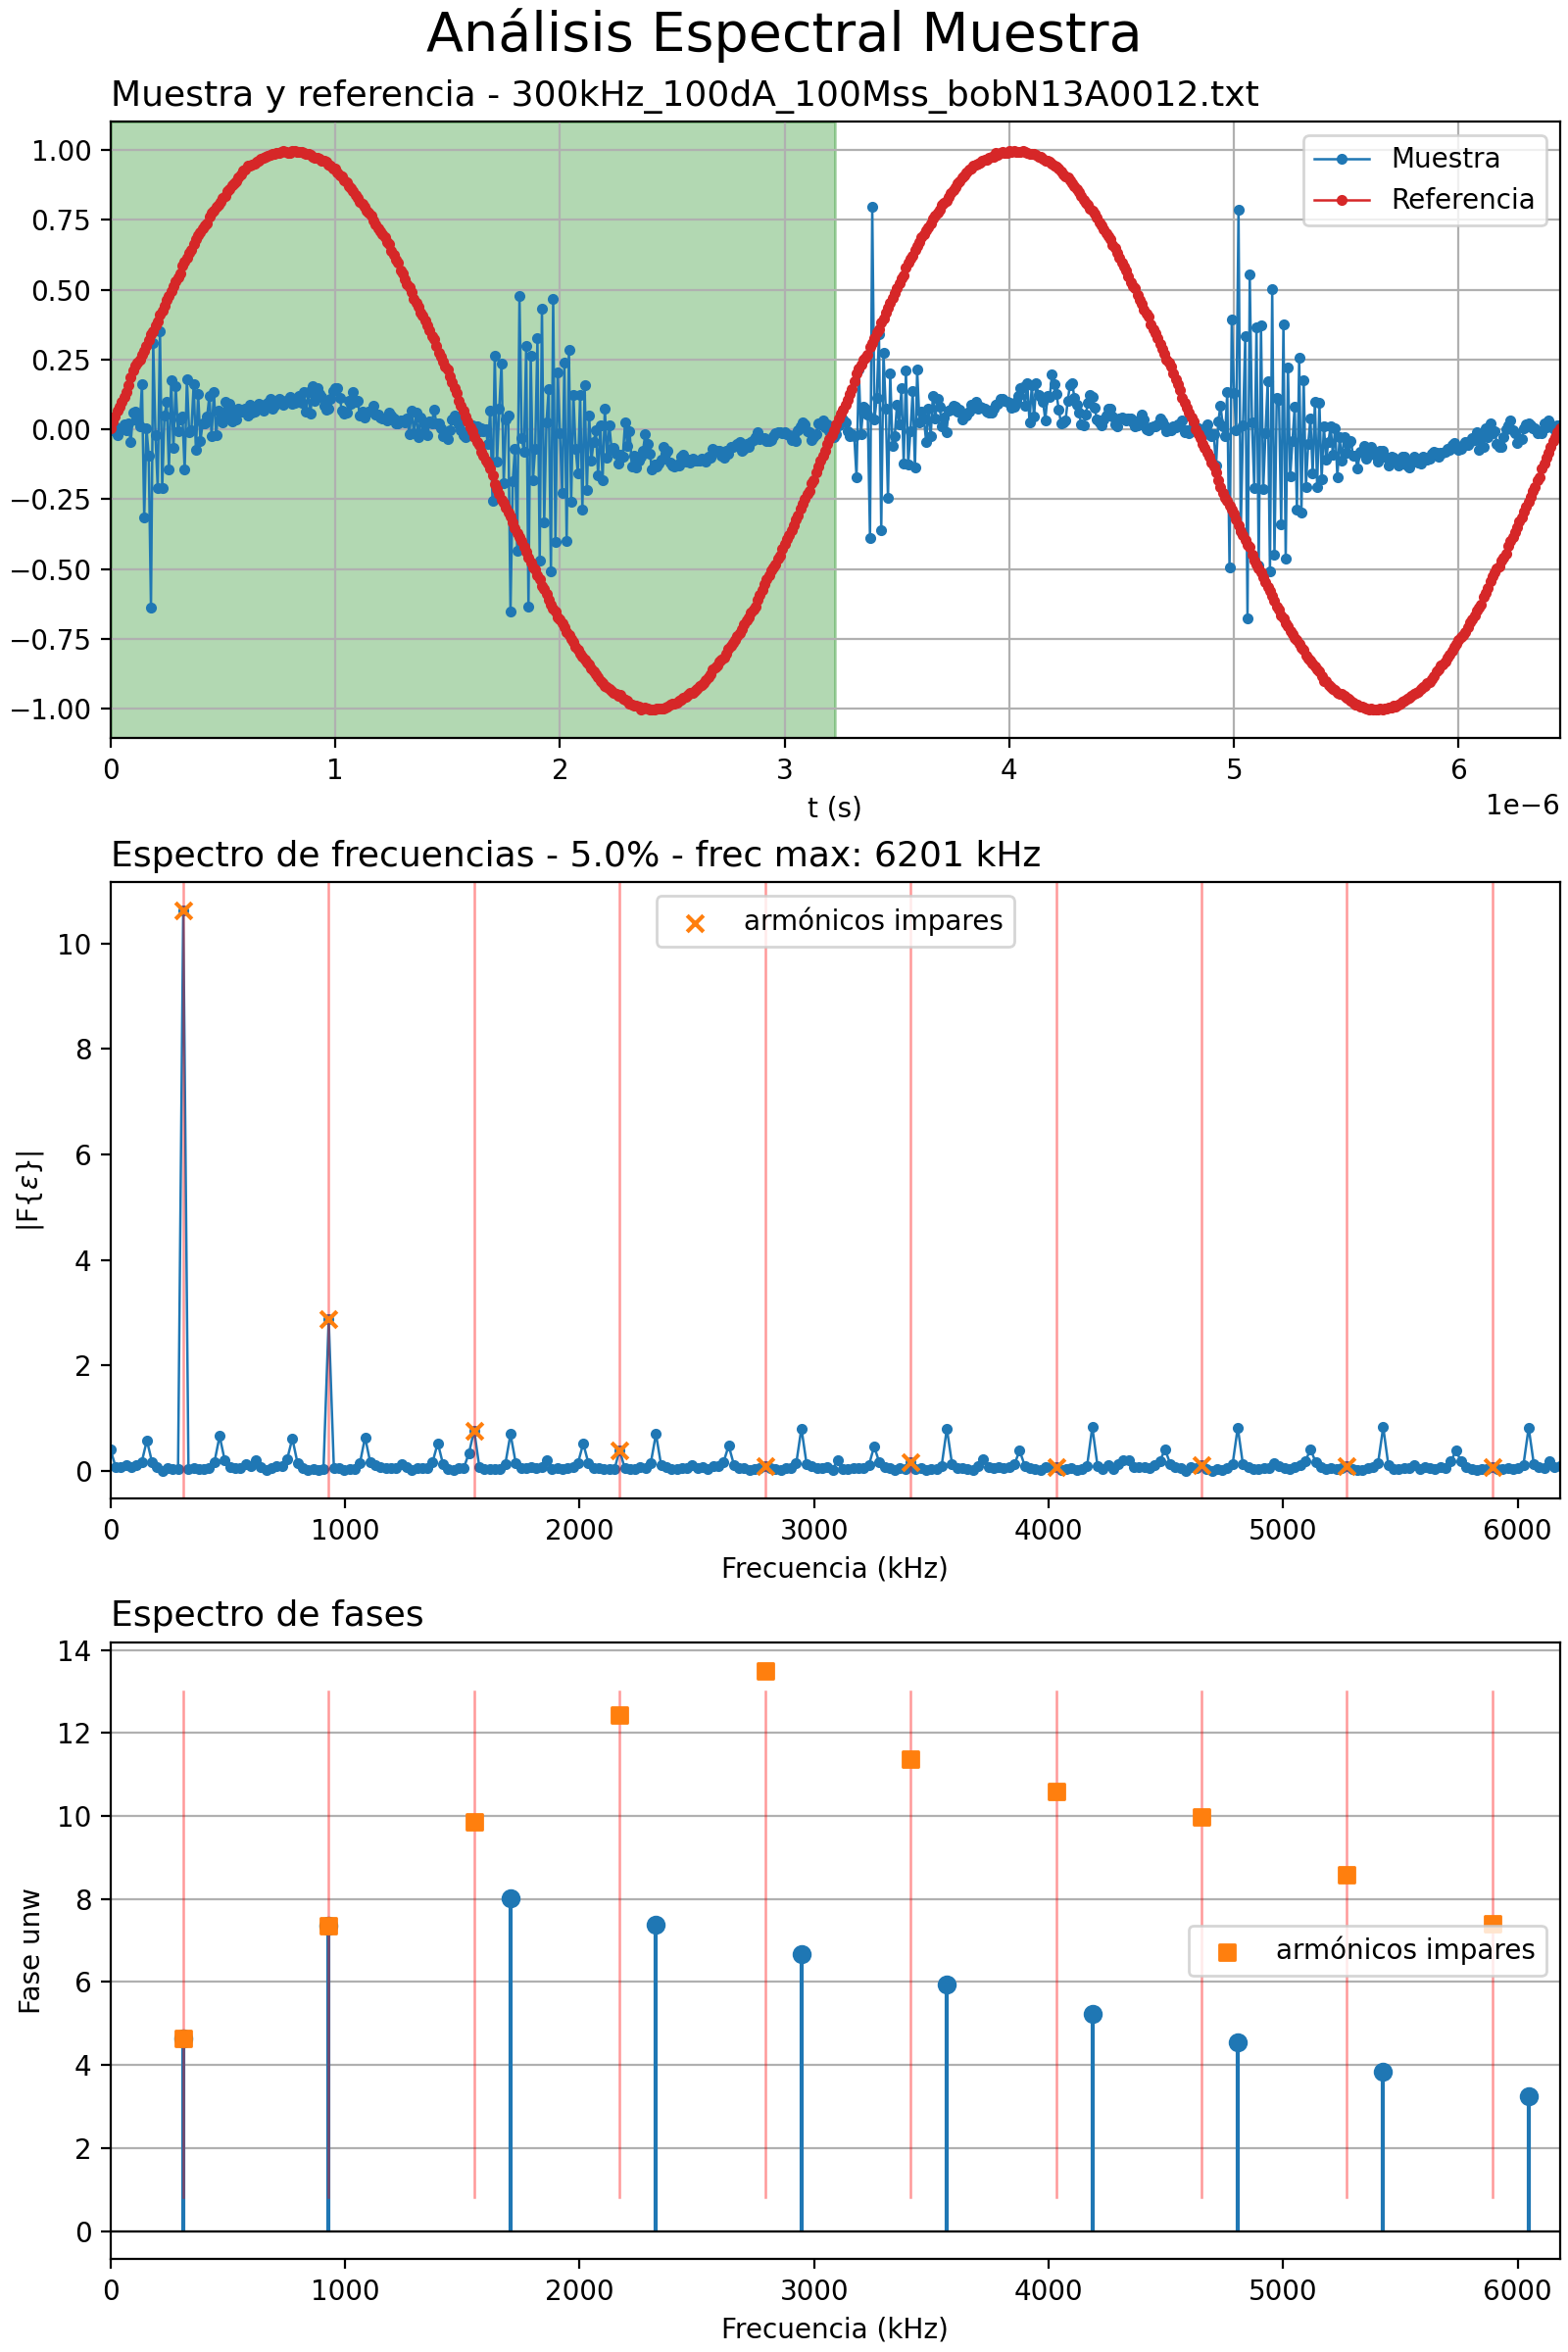 Análisis Espectral Muestra
Muestra y referencia - 300kHz_100dA_100Mss_bobN13A0012.txt
1.00
0.75
0.50
0.25
0.00
−0.25
−0.50
−0.75
−1.00
Muestra
Referencia
0 1 2 3 4 5 6
t (s)
1e−6
Espectro de frecuencias - 5.0% - frec max: 6201 kHz
|F{ε}|
10
8
6
4
2
0
armónicos impares
0 1000 2000 3000 4000 5000 6000
Frecuencia (kHz)
Espectro de fases
Fase unw
14
12
10
8
6
4
2
0
armónicos impares
0 1000 2000 3000 4000 5000 6000
Frecuencia (kHz)